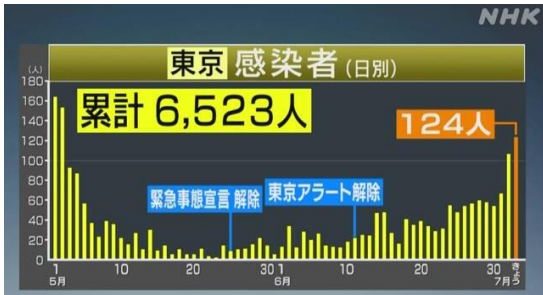 NHK
東京 感染者 (日別)
(人)
累計 6,523人
124人
緊急事態宣言 解除
東京アラート解除
180
160
140
120
100
80
60
40
20
0
1 10 20 30 1 10 20 30 きょう
5月 6月 7月